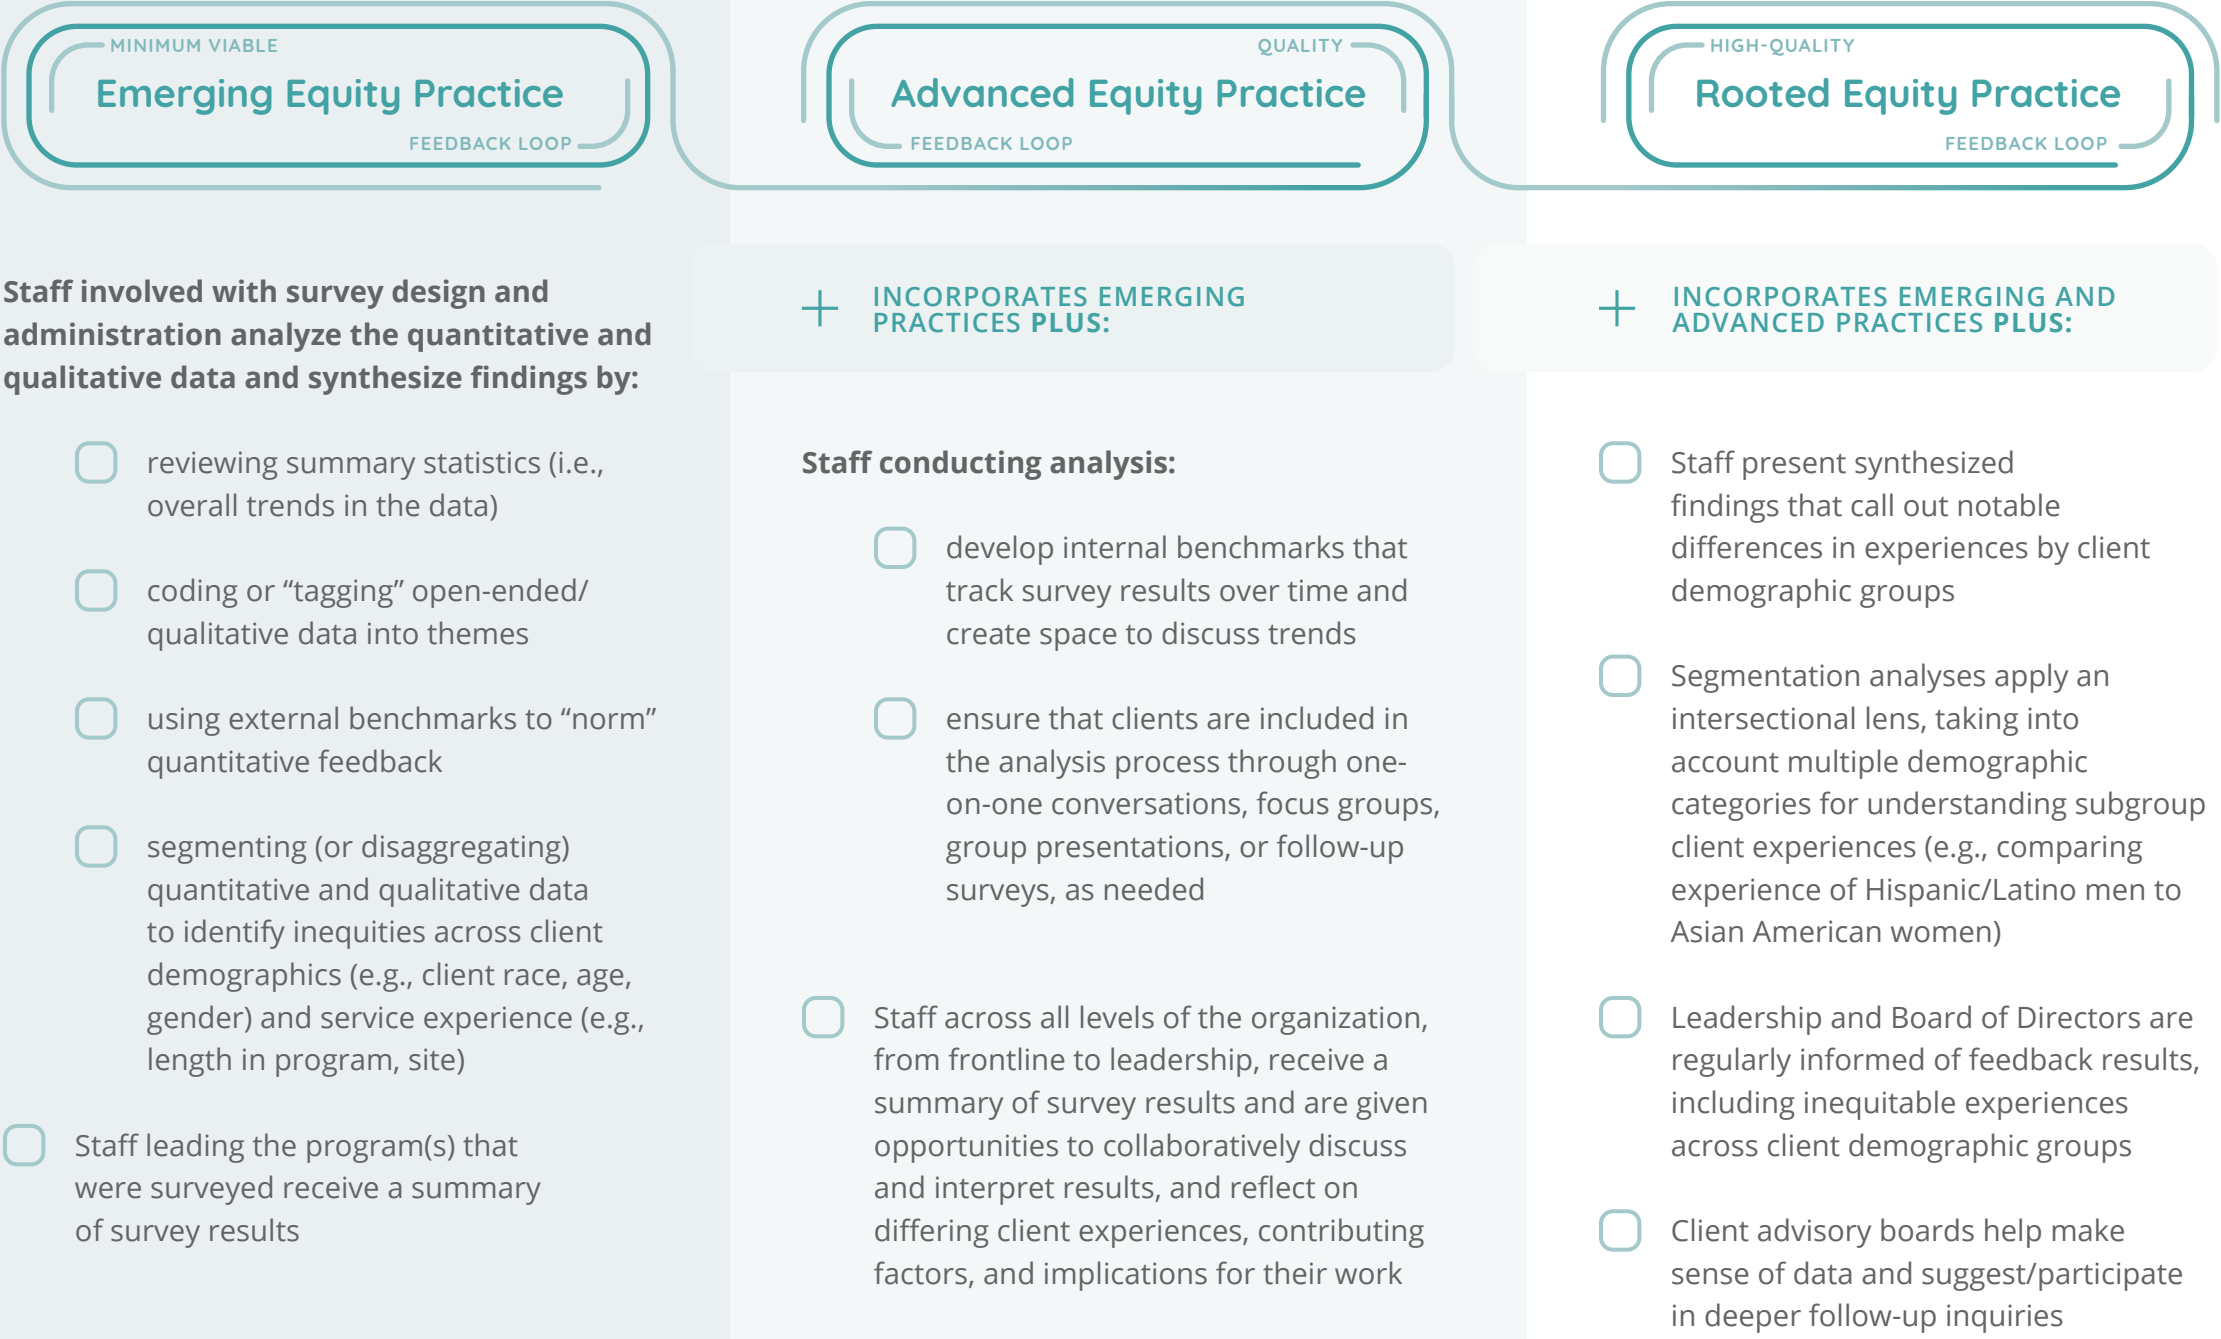 MINIMUM VIABLE
Emerging Equity Practice
FEEDBACK LOOP
Staff involved with survey design and
administration analyze the quantitative and
qualitative data and synthesize findings by:
reviewing summary statistics (i.e.,
overall trends in the data)
coding or “tagging” open-ended/
qualitative data into themes
using external benchmarks to “norm”
quantitative feedback
segmenting (or disaggregating)
quantitative and qualitative data
to identify inequities across client
demographics (e.g., client race, age,
gender) and service experience (e.g.,
length in program, site)
Staff leading the program(s) that
were surveyed receive a summary
of survey results
QUALITY
Advanced Equity Practice
FEEDBACK LOOP
INCORPORATES EMERGING
PRACTICES PLUS:
Staff conducting analysis:
develop internal benchmarks that
track survey results over time and
create space to discuss trends
ensure that clients are included in
the analysis process through one-
on-one conversations, focus groups,
group presentations, or follow-up
surveys, as needed
Staff across all levels of the organization,
from frontline to leadership, receive a
summary of survey results and are given
opportunities to collaboratively discuss
and interpret results, and reflect on
differing client experiences, contributing
factors, and implications for their work
HIGH-QUALITY
Rooted Equity Practice
FEEDBACK LOOP
INCORPORATES EMERGING AND
ADVANCED PRACTICES PLUS:
Staff present synthesized
findings that call out notable
differences in experiences by client
demographic groups
Segmentation analyses apply an
intersectional lens, taking into
account multiple demographic
categories for understanding subgroup
client experiences (e.g., comparing
experience of Hispanic/Latino men to
Asian American women)
Leadership and Board of Directors are
regularly informed of feedback results,
including inequitable experiences
across client demographic groups
Client advisory boards help make
sense of data and suggest/participate
in deeper follow-up inquiries